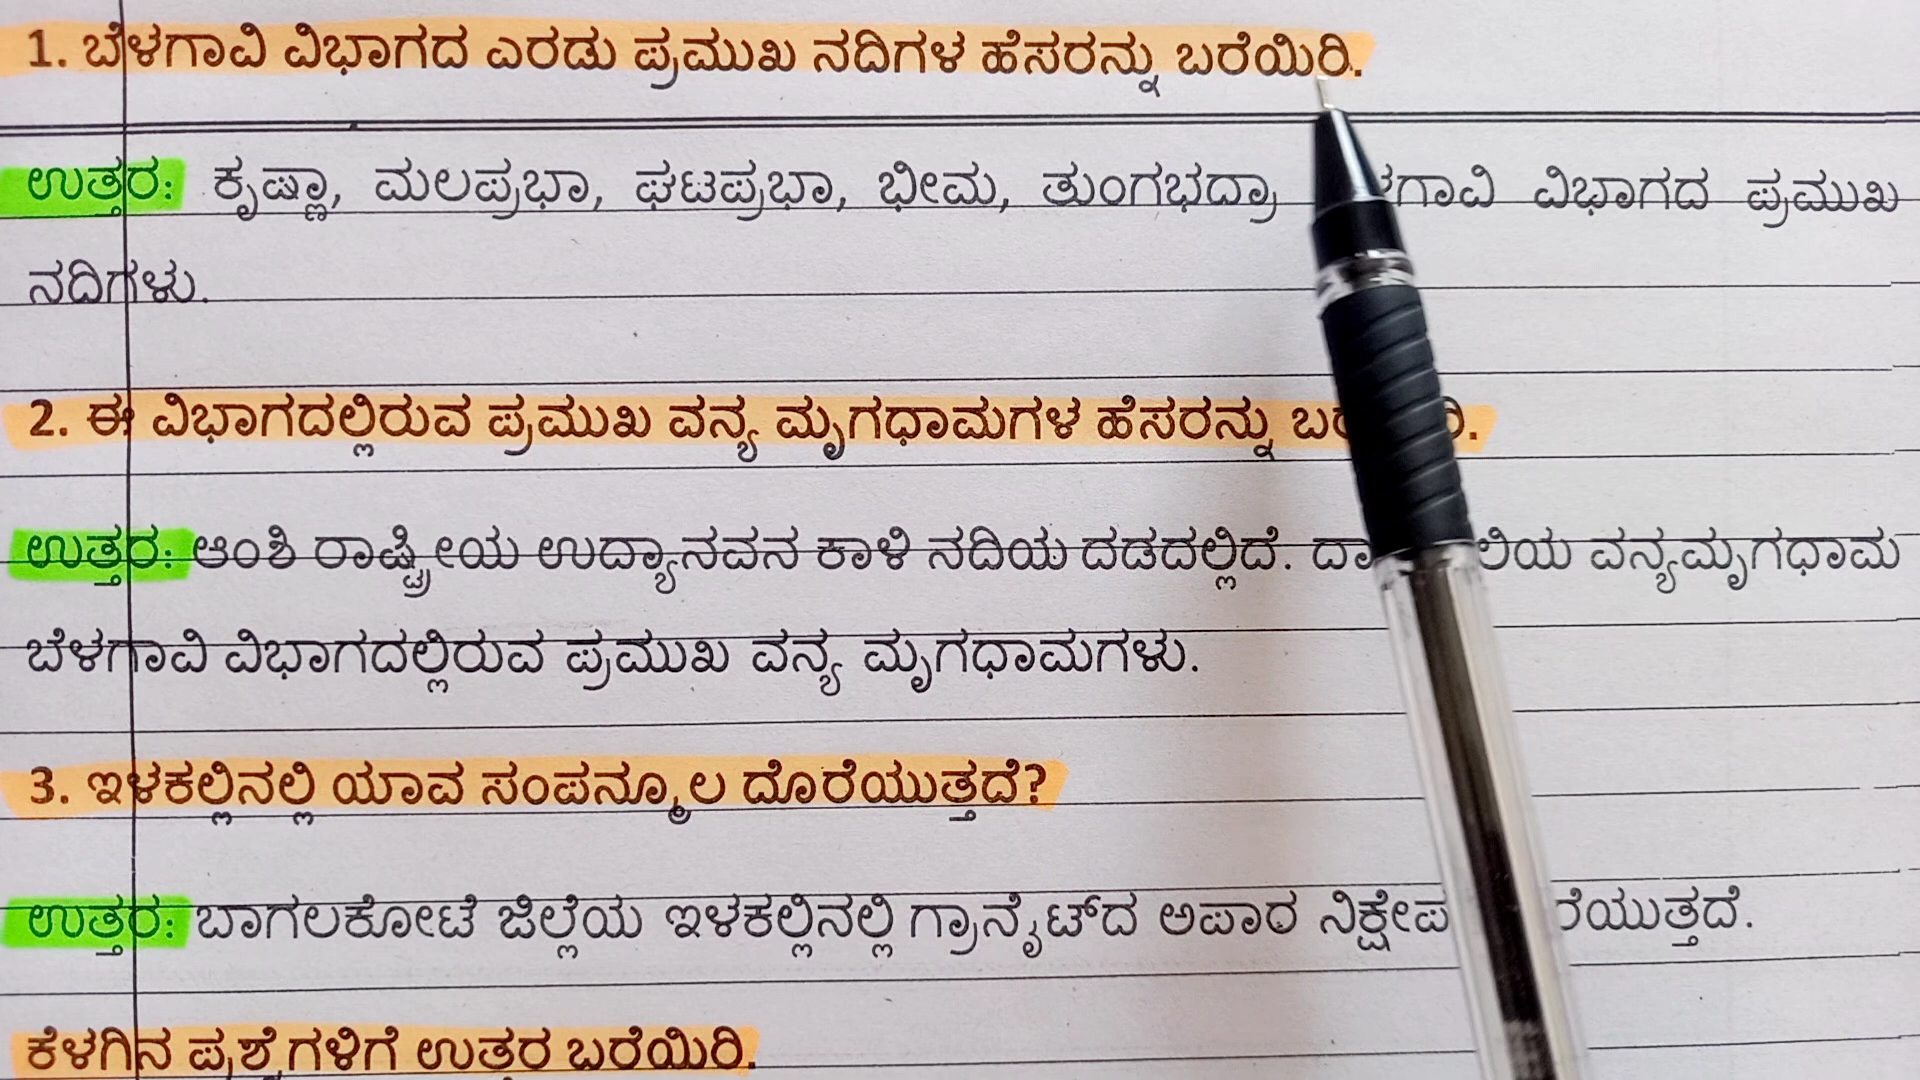 1. ಬೆಳಗಾವಿ ವಿಭಾಗದ ಎರಡು ಪ್ರಮುಖ ನದಿಗಳ ಹೆಸರನ್ನು ಬರೆಯಿರಿ.
ಉತ್ತರ: ಕೃಷ್ಣಾ, ಮಲಪ್ರಭಾ, ಘಟಪ್ರಭಾ, ಭೀಮ, ತುಂಗಭದ್ರಾ ವಿಭಾಗದ ಪ್ರಮುಖ
ನದಿಗಳು.
2. ಈ ವಿಭಾಗದಲ್ಲಿರುವ ಪ್ರಮುಖ ವನ್ಯ ಮೃಗಧಾಮಗಳ ಹೆಸರನ್ನು
ಉತ್ತರ: ಆಂಶಿ ರಾಷ್ಟ್ರೀಯ ಉದ್ಯಾನವನ ಕಾಳಿ ನದಿಯ ದಡದಲ್ಲಿದೆ. ವನ್ಯಮೃಗಧಾಮ
ಬೆಳಗಾವಿ ವಿಭಾಗದಲ್ಲಿರುವ ಪ್ರಮುಖ ವನ್ಯ ಮೃಗಧಾಮಗಳು.
3. ಇಳಕಲ್ಲಿನಲ್ಲಿ ಯಾವ ಸಂಪನ್ಮೂಲ ದೊರೆಯುತ್ತದೆ?
ಉತ್ತರ: ಬಾಗಲಕೋಟೆ ಜಿಲ್ಲೆಯ ಇಳಕಲ್ಲಿನಲ್ಲಿ ಗ್ರಾನೈಟ್‌ದ ಅಪಾರ ನಿಕ್ಷೇಪ
ಕೆಳಗಿನ ಪ್ರಶ್ನೆಗಳಿಗೆ ಉತ್ತರ ಬರೆಯಿರಿ.